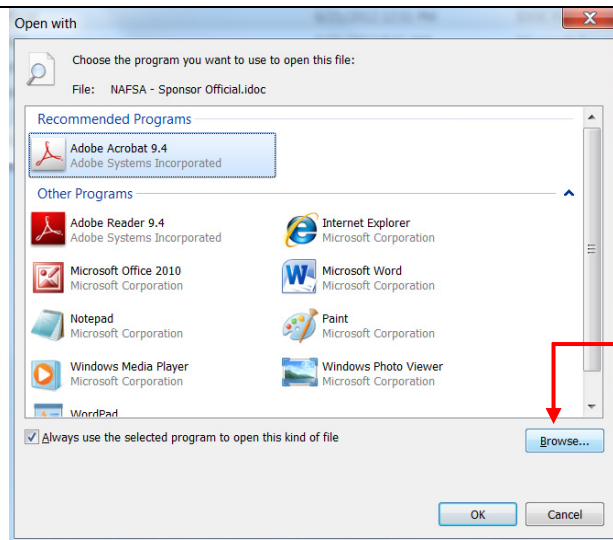 Open with
Choose the program you want to use to open this file:
File: NAFSA - Sponsor Official.idoc
Recommended Programs
Adobe Acrobat 9.4
Adobe Systems Incorporated
Other Programs
Adobe Reader 9.4
Adobe Systems Incorporated
Internet Explorer
Microsoft Corporation
Microsoft Office 2010
Microsoft Corporation
Microsoft Word
Microsoft Corporation
Notepad
Microsoft Corporation
Paint
Microsoft Corporation
Windows Media Player
Microsoft Corporation
Windows Photo Viewer
Microsoft Corporation
WordPad
Always use the selected program to open this kind of file
Browse...
OK
Cancel